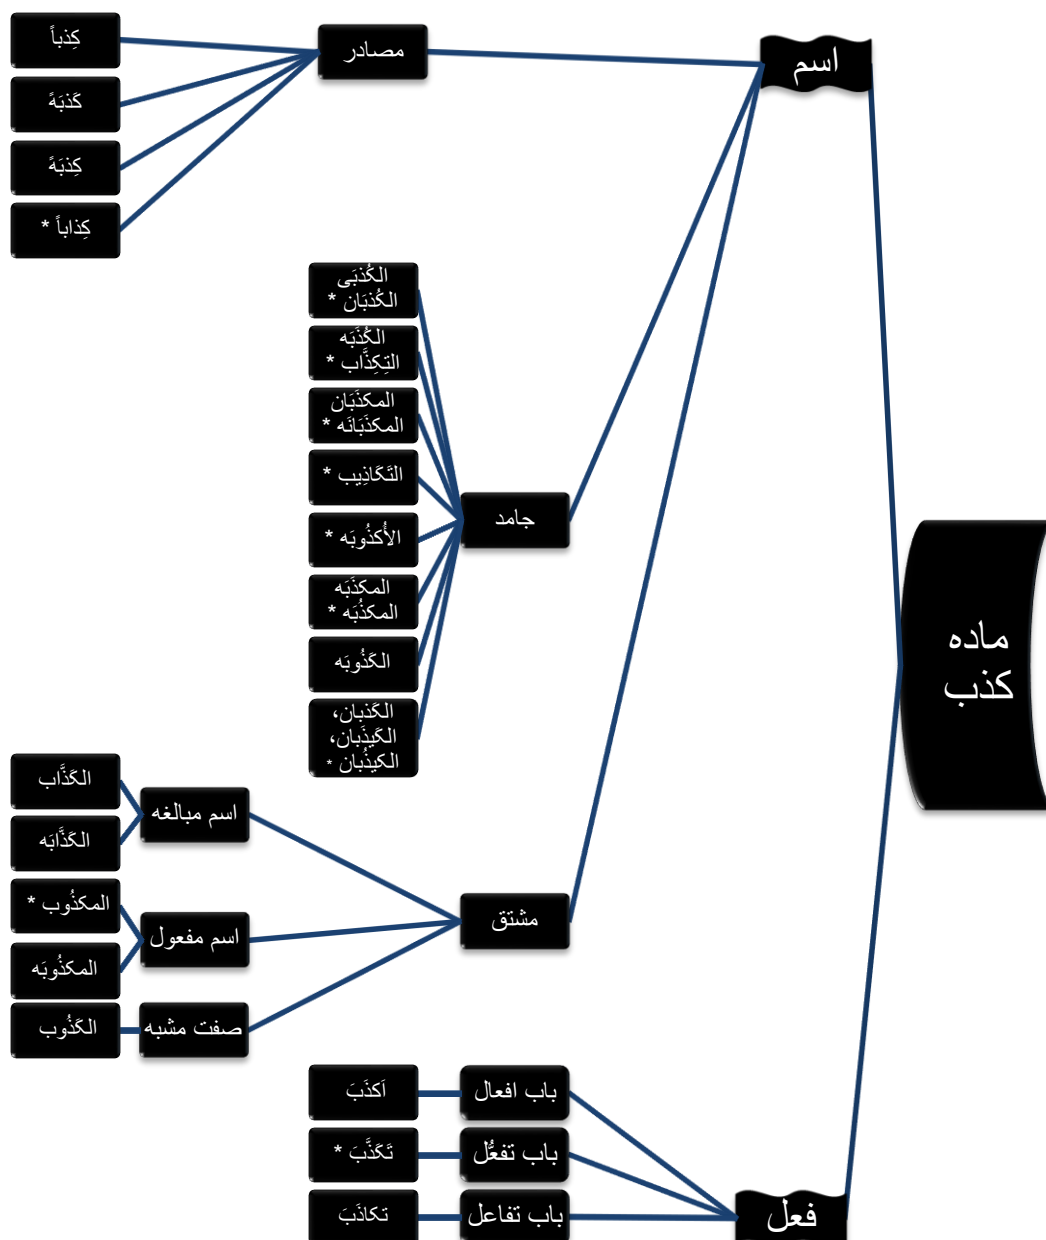 ماده
كذب
اسم
مصادر
كِذباً
كَذبَةً
كِذبَةً
كِذاباً *
جامد
الكُذبَى
الكُذبَان *
الكُذَبَه
التِكِذَّاب *
المكذَبَان
المكذَبَانَه *
التَكَاذِيب *
الأُكذُوبَه *
المكذَبَه
المكذُبَه *
الكَذُوبَه
الكَذبان،
الكَيذَبان،
الكيذُبان *
مشتق
اسم مبالغه
الكَذَّاب
الكَذَّابَه
اسم مفعول
المكذُوب *
المكذُوبَه
صفت مشبه
الكَذُوب
فعل
باب افعال
اَكذَبَ
باب تفعُّل
تَكَذَّبَ *
باب تفاعل
تكاذَبَ